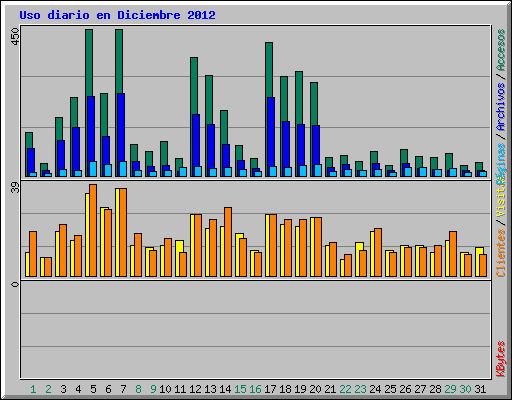 Uso diario en Diciembre 2012
450
39
0
Clientes / visitas
Páginas / Archivos / Accesos
KBytes
1 2 3 4 5 6 7 8 9 10 11 12 13 14 15 16 17 18 19 20 21 22 23 24 25 26 27 28 29 30 31